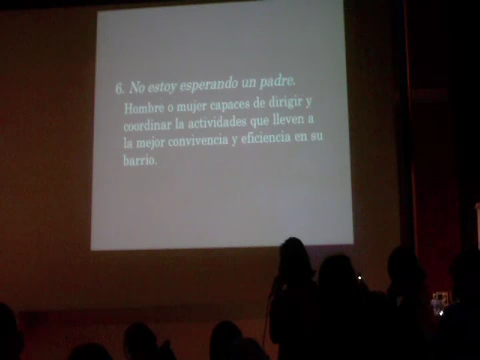 6. No estoy esperando un padre.
Hombre o mujer capaces de dirigir y
coordinar la actividades que lleven a
la mejor convivencia y eficiencia en su
barrio.